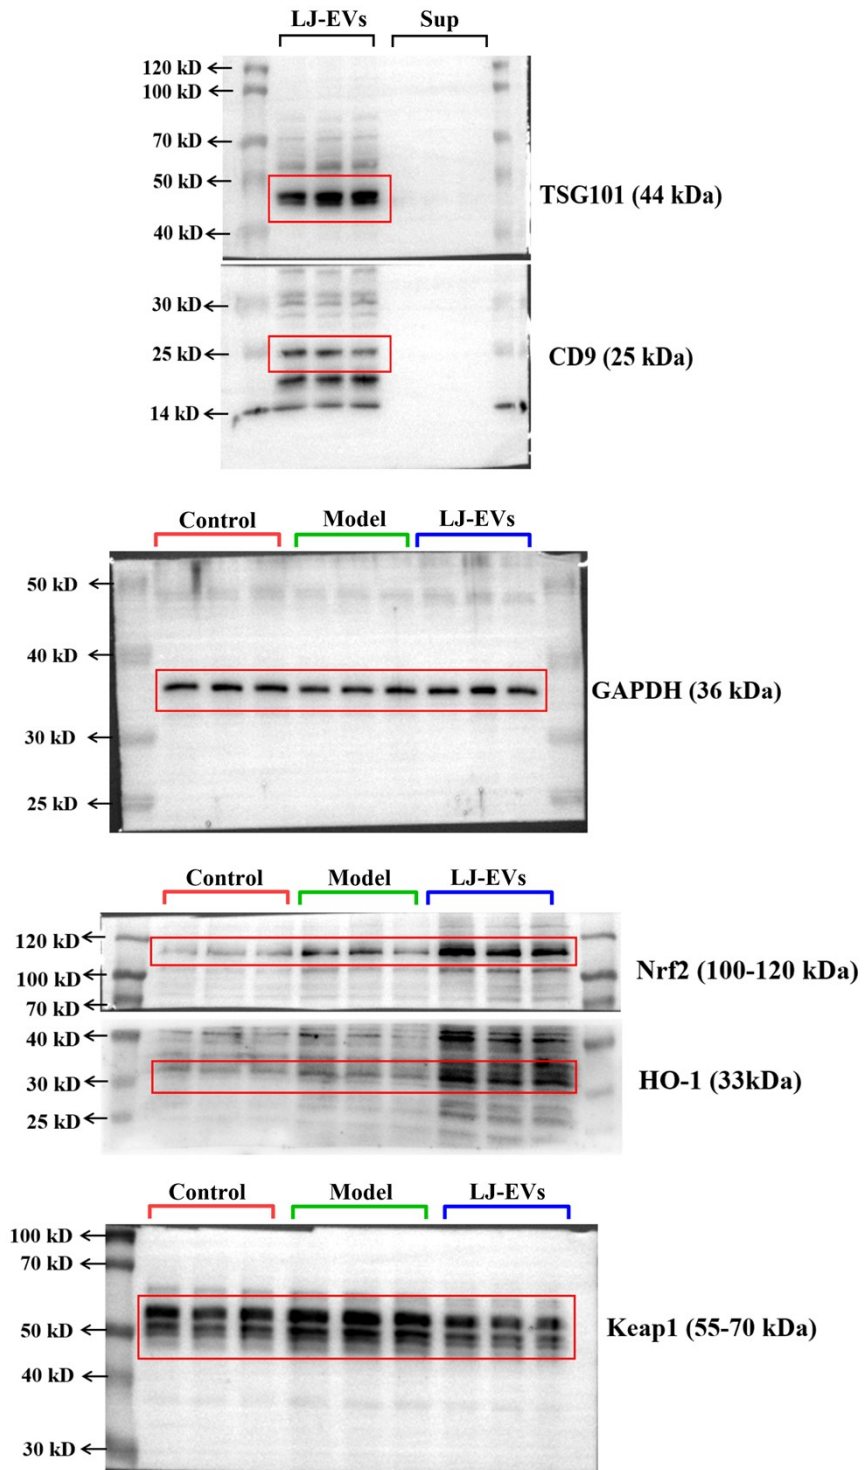 LJ-EVs Sup
120 kD
100 kD
70 kD
50 kD
TSG101 (44 kDa)
40 kD
30 kD
25 kD
CD9 (25 kDa)
14 kD
Control Model LJ-EVs
50 kD
40 kD
GAPDH (36 kDa)
30 kD
25 kD
Control Model LJ-EVs
120 kD
Nrf2 (100-120 kDa)
100 kD
70 kD
40 kD
30 kD
HO-1 (33kDa)
25 kD
Control Model LJ-EVs
100 kD
70 kD
50 kD
Keap1 (55-70 kDa)
40 kD
30 kD